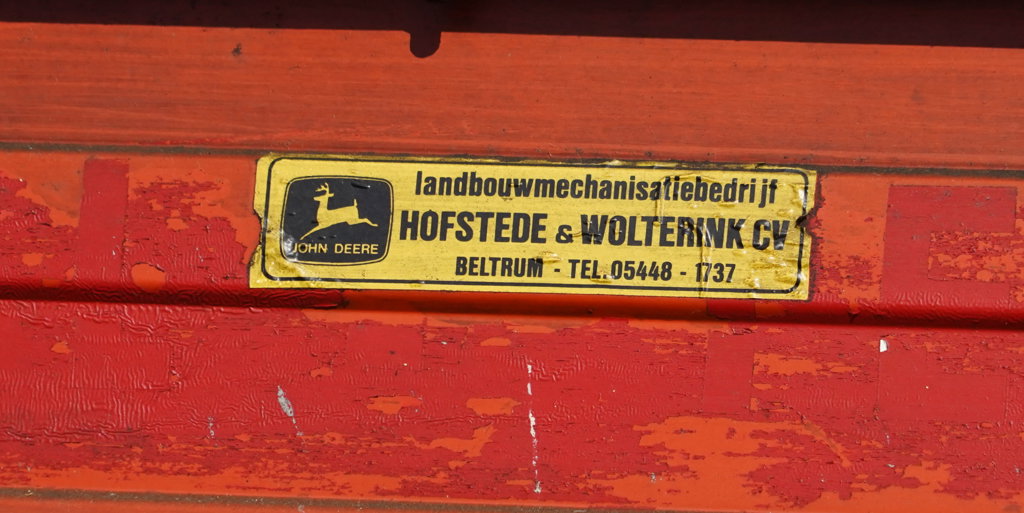 landbouwmechanisatiebedrijf
HOFSTEDE & WOLTERINK CV
BELTRUM - TEL. 05448 - 1737
JOHN DEERE